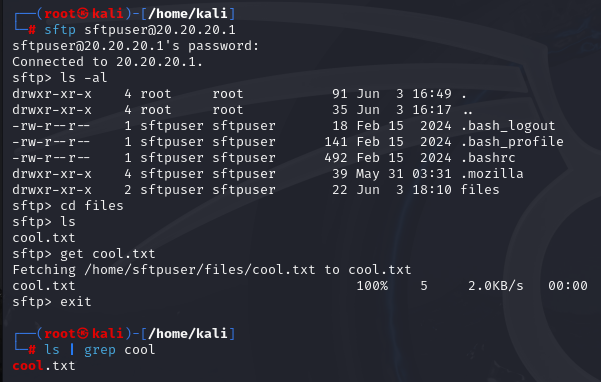 ┌──(root㉿kali)-[/home/kali]
└─# sftp sftpuser@20.20.20.1
sftpuser@20.20.20.1's password:
Connected to 20.20.20.1.
sftp> ls -al
drwxr-xr-x    4 root     root           91 Jun  3 16:49 .
drwxr-xr-x    4 root     root           35 Jun  3 16:17 ..
-rw-r--r--    1 sftpuser sftpuser       18 Feb 15  2024 .bash_logout
-rw-r--r--    1 sftpuser sftpuser      141 Feb 15  2024 .bash_profile
-rw-r--r--    1 sftpuser sftpuser      492 Feb 15  2024 .bashrc
drwxr-xr-x    4 sftpuser sftpuser       39 May 31 03:31 .mozilla
drwxr-xr-x    2 sftpuser sftpuser       22 Jun  3 18:10 files
sftp> cd files
sftp> ls
cool.txt
sftp> get cool.txt
Fetching /home/sftpuser/files/cool.txt to cool.txt
cool.txt                                  100%    5     2.0KB/s   00:00
sftp> exit
┌──(root㉿kali)-[/home/kali]
└─# ls | grep cool
cool.txt